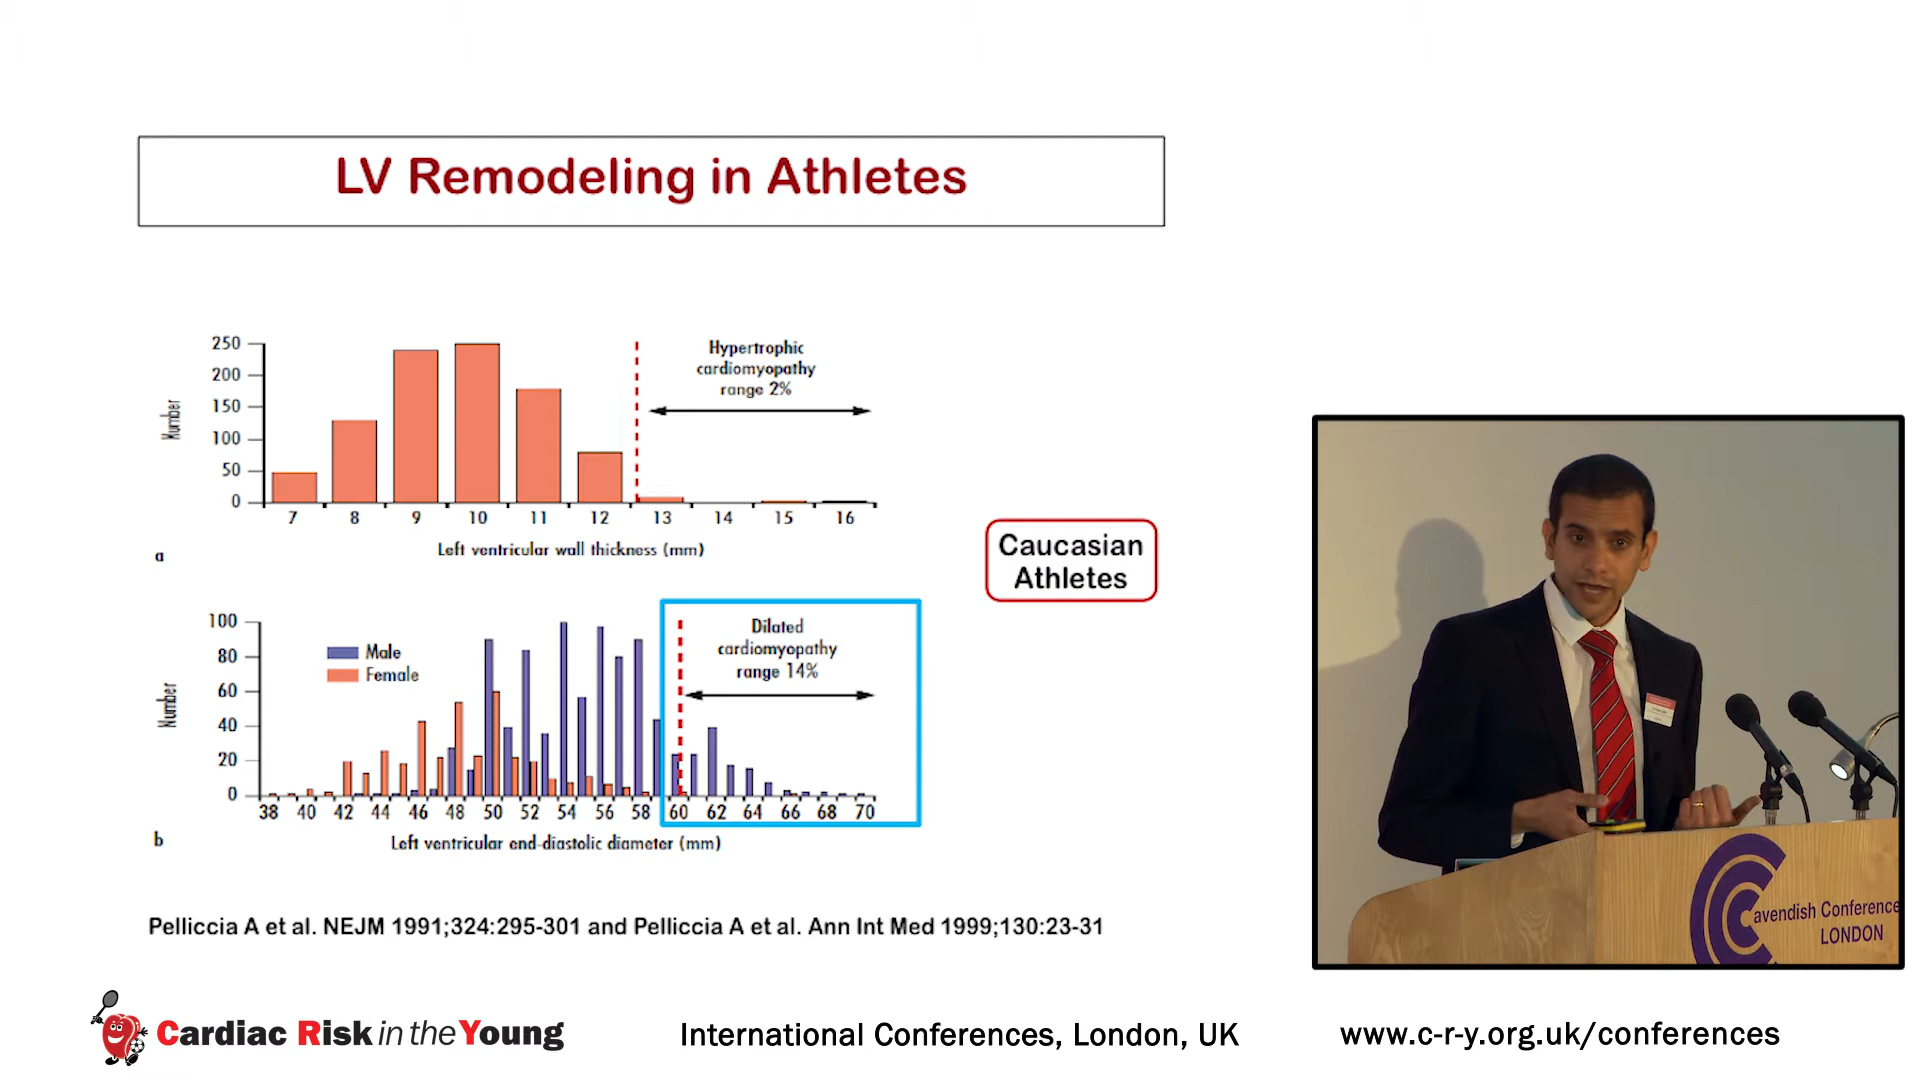 LV Remodeling in Athletes
250
200
150
100
50
0
Number
Hypertrophic
cardiomyopathy
range 2%
7 8 9 10 11 12 13 14 15 16
Left ventricular wall thickness (mm)
a
Caucasian
Athletes
100
80
60
40
20
0
Number
Male
Female
Dilated
cardiomyopathy
range 14%
38 40 42 44 46 48 50 52 54 56 58 60 62 64 66 68 70
Left ventricular end-diastolic diameter (mm)
b
Pelliccia A et al. NEJM 1991;324:295-301 and Pelliccia A et al. Ann Int Med 1999;130:23-31
avendish Conference
LONDON
Cardiac Risk in the Young
International Conferences, London, UK
www.c-r-y.org.uk/conferences